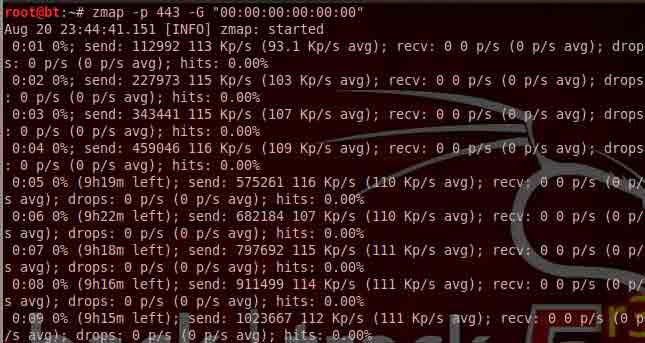 root@bt:~# zmap -p 443 -G "00:00:00:00:00:00"
Aug 20 23:44:41.151 [INFO] zmap: started
0:01 0%; send: 112992 113 Kp/s (93.1 Kp/s avg); recv: 0 0 p/s (0 p/s avg); drop
s: 0 p/s (0 p/s avg); hits: 0.00%
0:02 0%; send: 227973 115 Kp/s (103 Kp/s avg); recv: 0 0 p/s (0 p/s avg); drops
: 0 p/s (0 p/s avg); hits: 0.00%
0:03 0%; send: 343441 115 Kp/s (107 Kp/s avg); recv: 0 0 p/s (0 p/s avg); drops
: 0 p/s (0 p/s avg); hits: 0.00%
0:04 0%; send: 459046 116 Kp/s (109 Kp/s avg); recv: 0 0 p/s (0 p/s avg); drops
: 0 p/s (0 p/s avg); hits: 0.00%
0:05 0% (9h19m left); send: 575261 116 Kp/s (110 Kp/s avg); recv: 0 0 p/s (0 p/
s avg); drops: 0 p/s (0 p/s avg); hits: 0.00%
0:06 0% (9h22m left); send: 682184 107 Kp/s (110 Kp/s avg); recv: 0 0 p/s (0 p/
s avg); drops: 0 p/s (0 p/s avg); hits: 0.00%
0:07 0% (9h18m left); send: 797692 115 Kp/s (111 Kp/s avg); recv: 0 0 p/s (0 p/
s avg); drops: 0 p/s (0 p/s avg); hits: 0.00%
0:08 0% (9h16m left); send: 911499 114 Kp/s (111 Kp/s avg); recv: 0 0 p/s (0 p/
s avg); drops: 0 p/s (0 p/s avg); hits: 0.00%
0:09 0% (9h15m left); send: 1023667 112 Kp/s (111 Kp/s avg); recv: 0 0 p/s (0 p
/s avg); drops: 0 p/s (0 p/s avg); hits: 0.00%